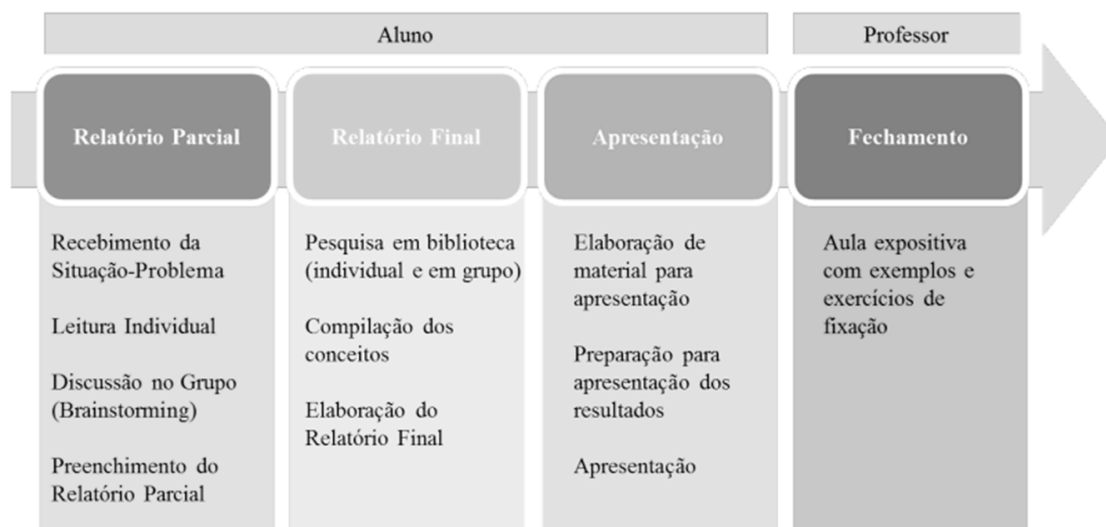 Aluno
Professor
Relatório Parcial
Relatório Final
Apresentação
Fechamento
Recebimento da
Situação-Problema
Leitura Individual
Discussão no Grupo
(Brainstorming)
Preenchimento do
Relatório Parcial
Pesquisa em biblioteca
(individual e em grupo)
Compilação dos
conceitos
Elaboração do
Relatório Final
Elaboração de
material para
apresentação
Preparação para
apresentação dos
resultados
Apresentação
Aula expositiva
com exemplos e
exercícios de
fixação